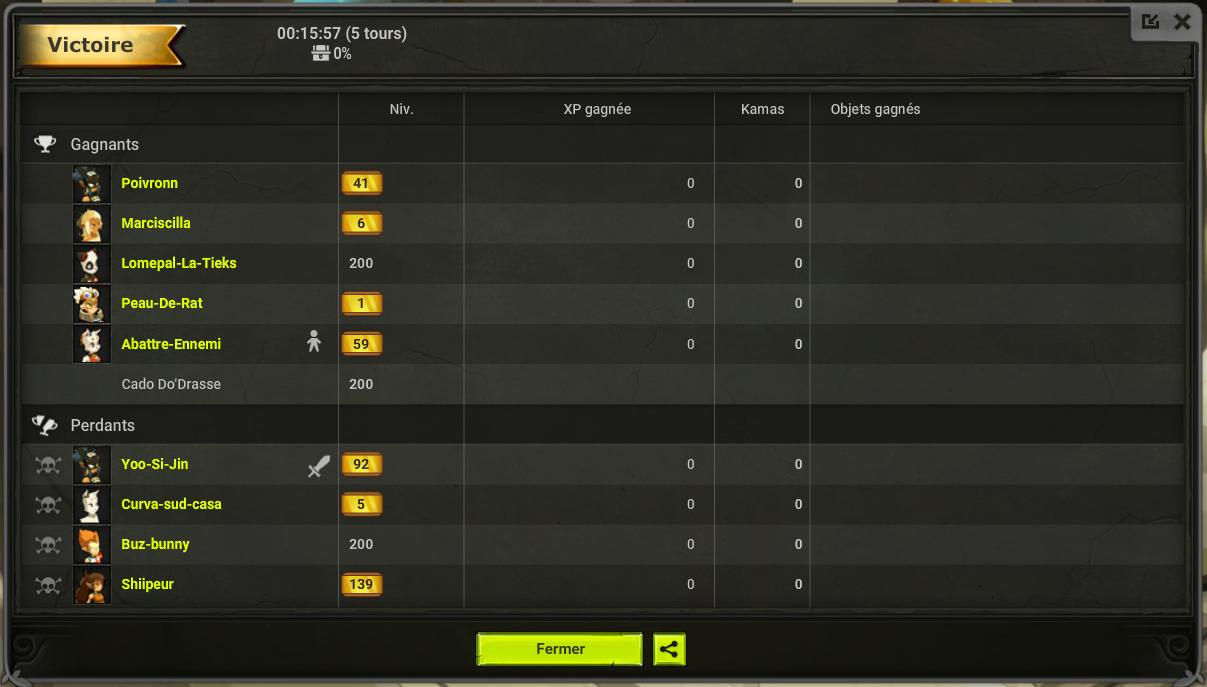 Victoire
00:15:57 (5 tours)
0%
Niv. XP gagnée Kamas Objets gagnés
Gagnants
Poivronn 41 0 0
Marciscilla 6 0 0
Lomepal-La-Tieks 200 0 0
Peau-De-Rat 1 0 0
Abattre-Ennemi 59 0 0
Cado Do'Drasse 200
Perdants
Yoo-Si-Jin 92 0 0
Curva-sud-casa 5 0 0
Buz-bunny 200 0 0
Shiipeur 139 0 0
Fermer